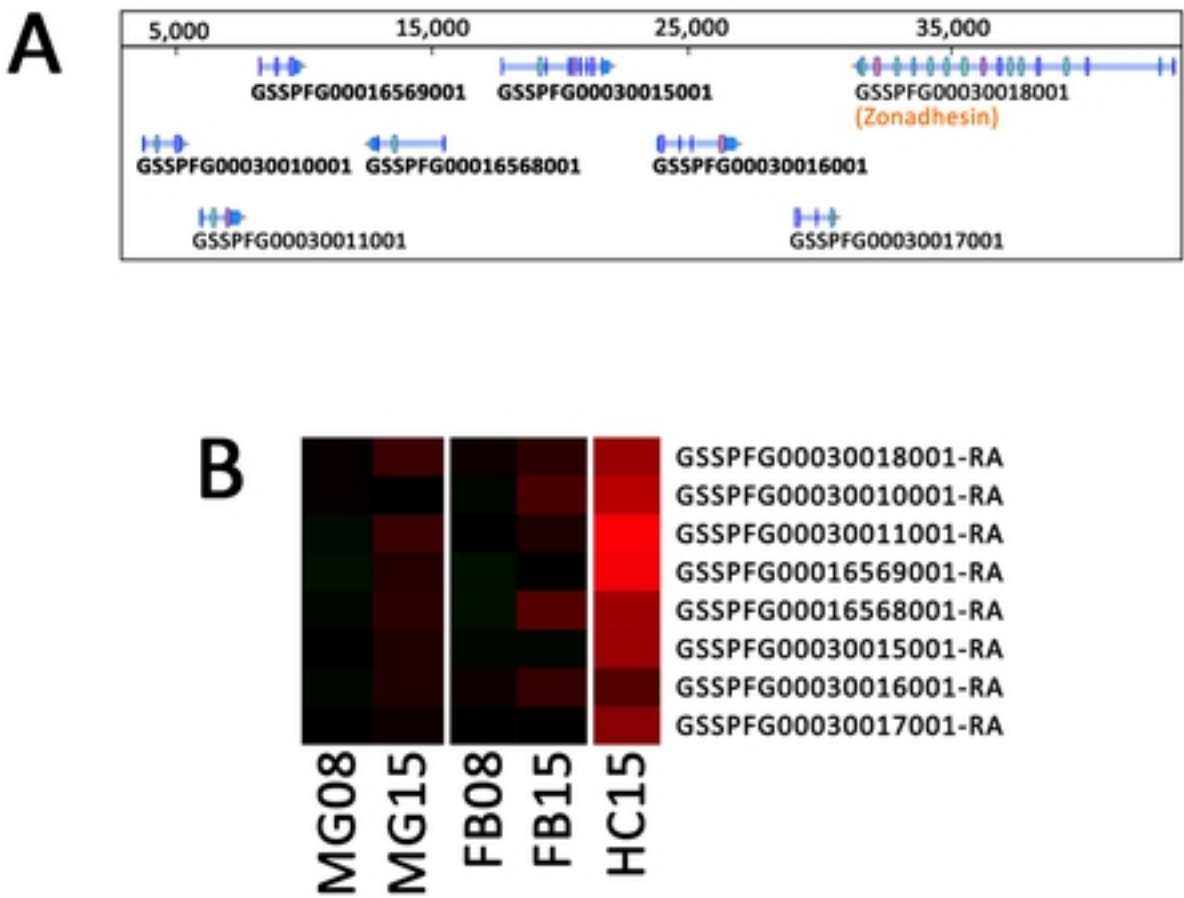 A
5,000 15,000 25,000 35,000
GSSPFG00016569001 GSSPFG00030015001 GSSPFG00030018001
(Zonadhesin)
GSSPFG00030010001 GSSPFG00016568001 GSSPFG00030016001
GSSPFG00030011001 GSSPFG00030017001
B
GSSPFG00030018001-RA
GSSPFG00030010001-RA
GSSPFG00030011001-RA
GSSPFG00016569001-RA
GSSPFG00016568001-RA
GSSPFG00030015001-RA
GSSPFG00030016001-RA
GSSPFG00030017001-RA
MG08 MG15 FB08 FB15 HC15